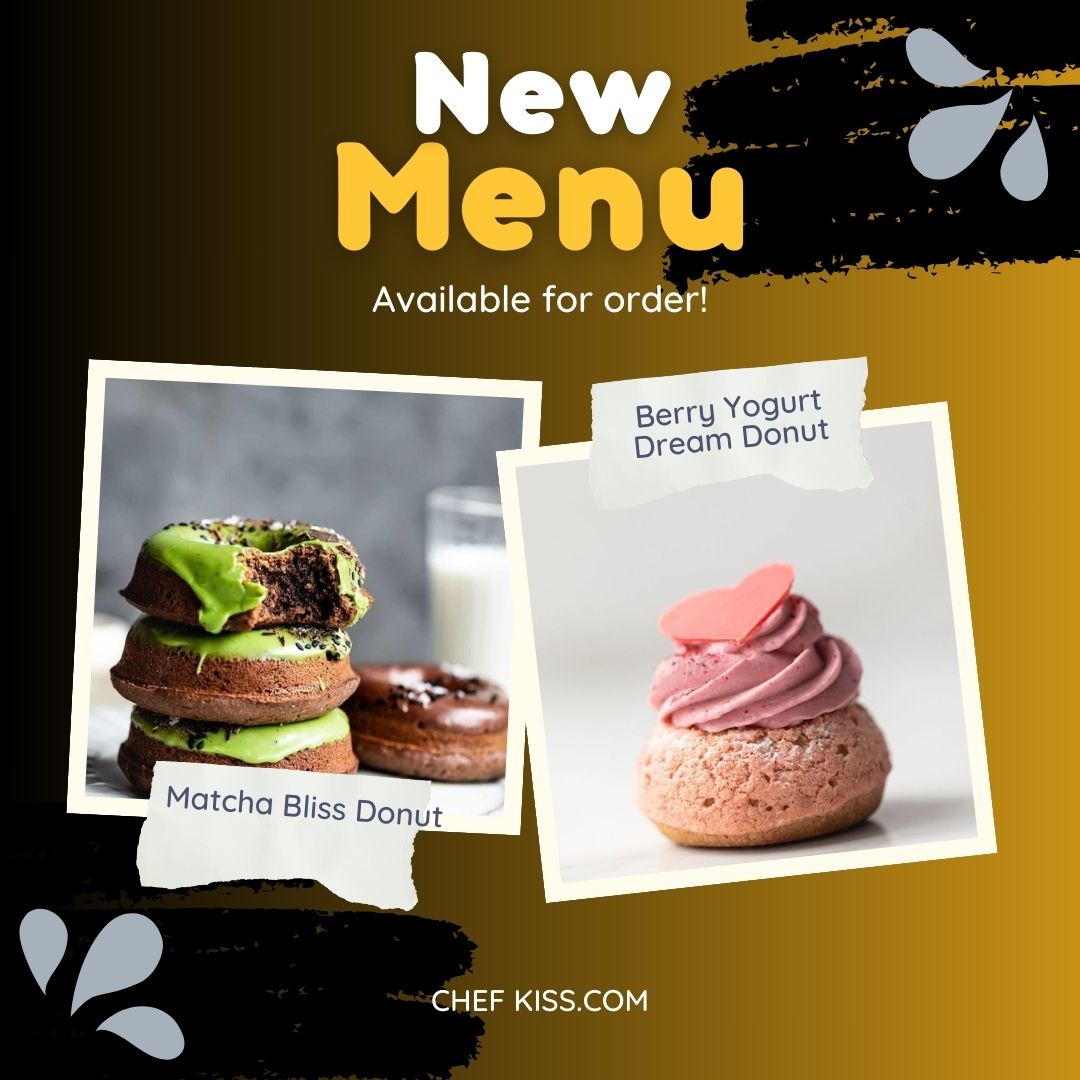 New
Menu
Available for order!
Berry Yogurt
Dream Donut
Matcha Bliss Donut
CHEF KISS.COM